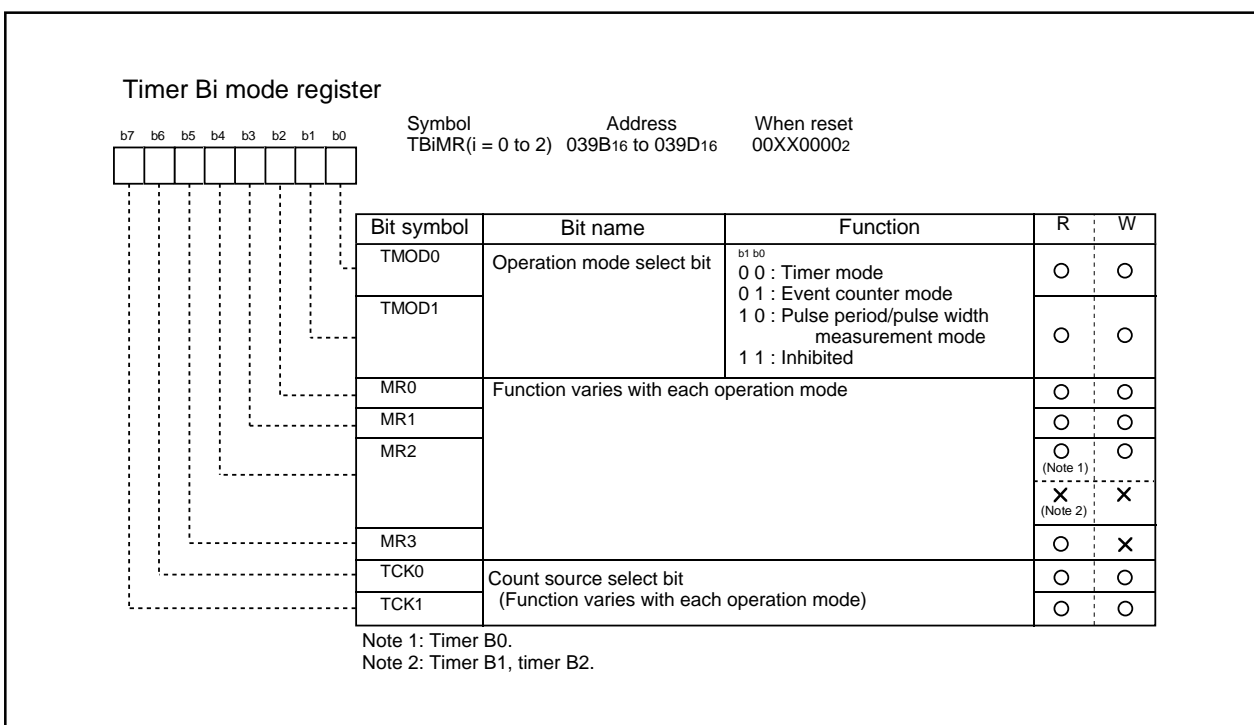 Timer Bi mode register
Symbol Address When reset
b7 b6 b5 b4 b3 b2 b1 b0
TBiMR(i = 0 to 2) 039B16 to 039D16 00XX00002
Bit symbol Bit name Function R W
TMOD0 Operation mode select bit b1 b0
0 0 : Timer mode
0 1 : Event counter mode
TMOD1 1 0 : Pulse period/pulse width
measurement mode
1 1 : Inhibited
MR0 Function varies with each operation mode
MR1
MR2
(Note 1)
(Note 2)
MR3
TCK0 Count source select bit
TCK1 (Function varies with each operation mode)
Note 1: Timer B0.
Note 2: Timer B1, timer B2.